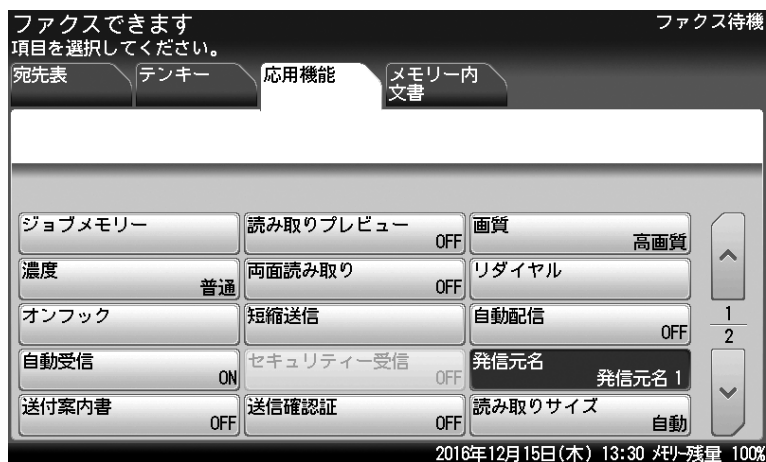 ファクスできます
ファクス待機
項目を選択してください。
宛先表
テンキー
応用機能
メモリー内
文書
ジョブメモリー
読み取りプレビュー
OFF
画質
高画質
濃度
普通
両面読み取り
OFF
リダイヤル
オンフック
短縮送信
自動配信
OFF
1
2
自動受信
ON
セキュリティー受信
OFF
発信元名
発信元名 1
送付案内書
OFF
送信確認証
OFF
読み取りサイズ
自動
2016年12月15日(木) 13:30 ﾒﾓﾘｰ残量 100%